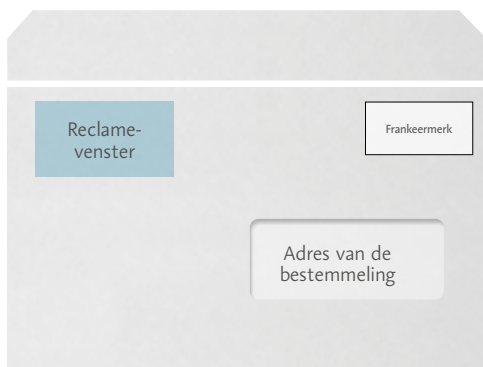 Reclame-
venster
Frankeermerk
Adres van de
bestemmeling